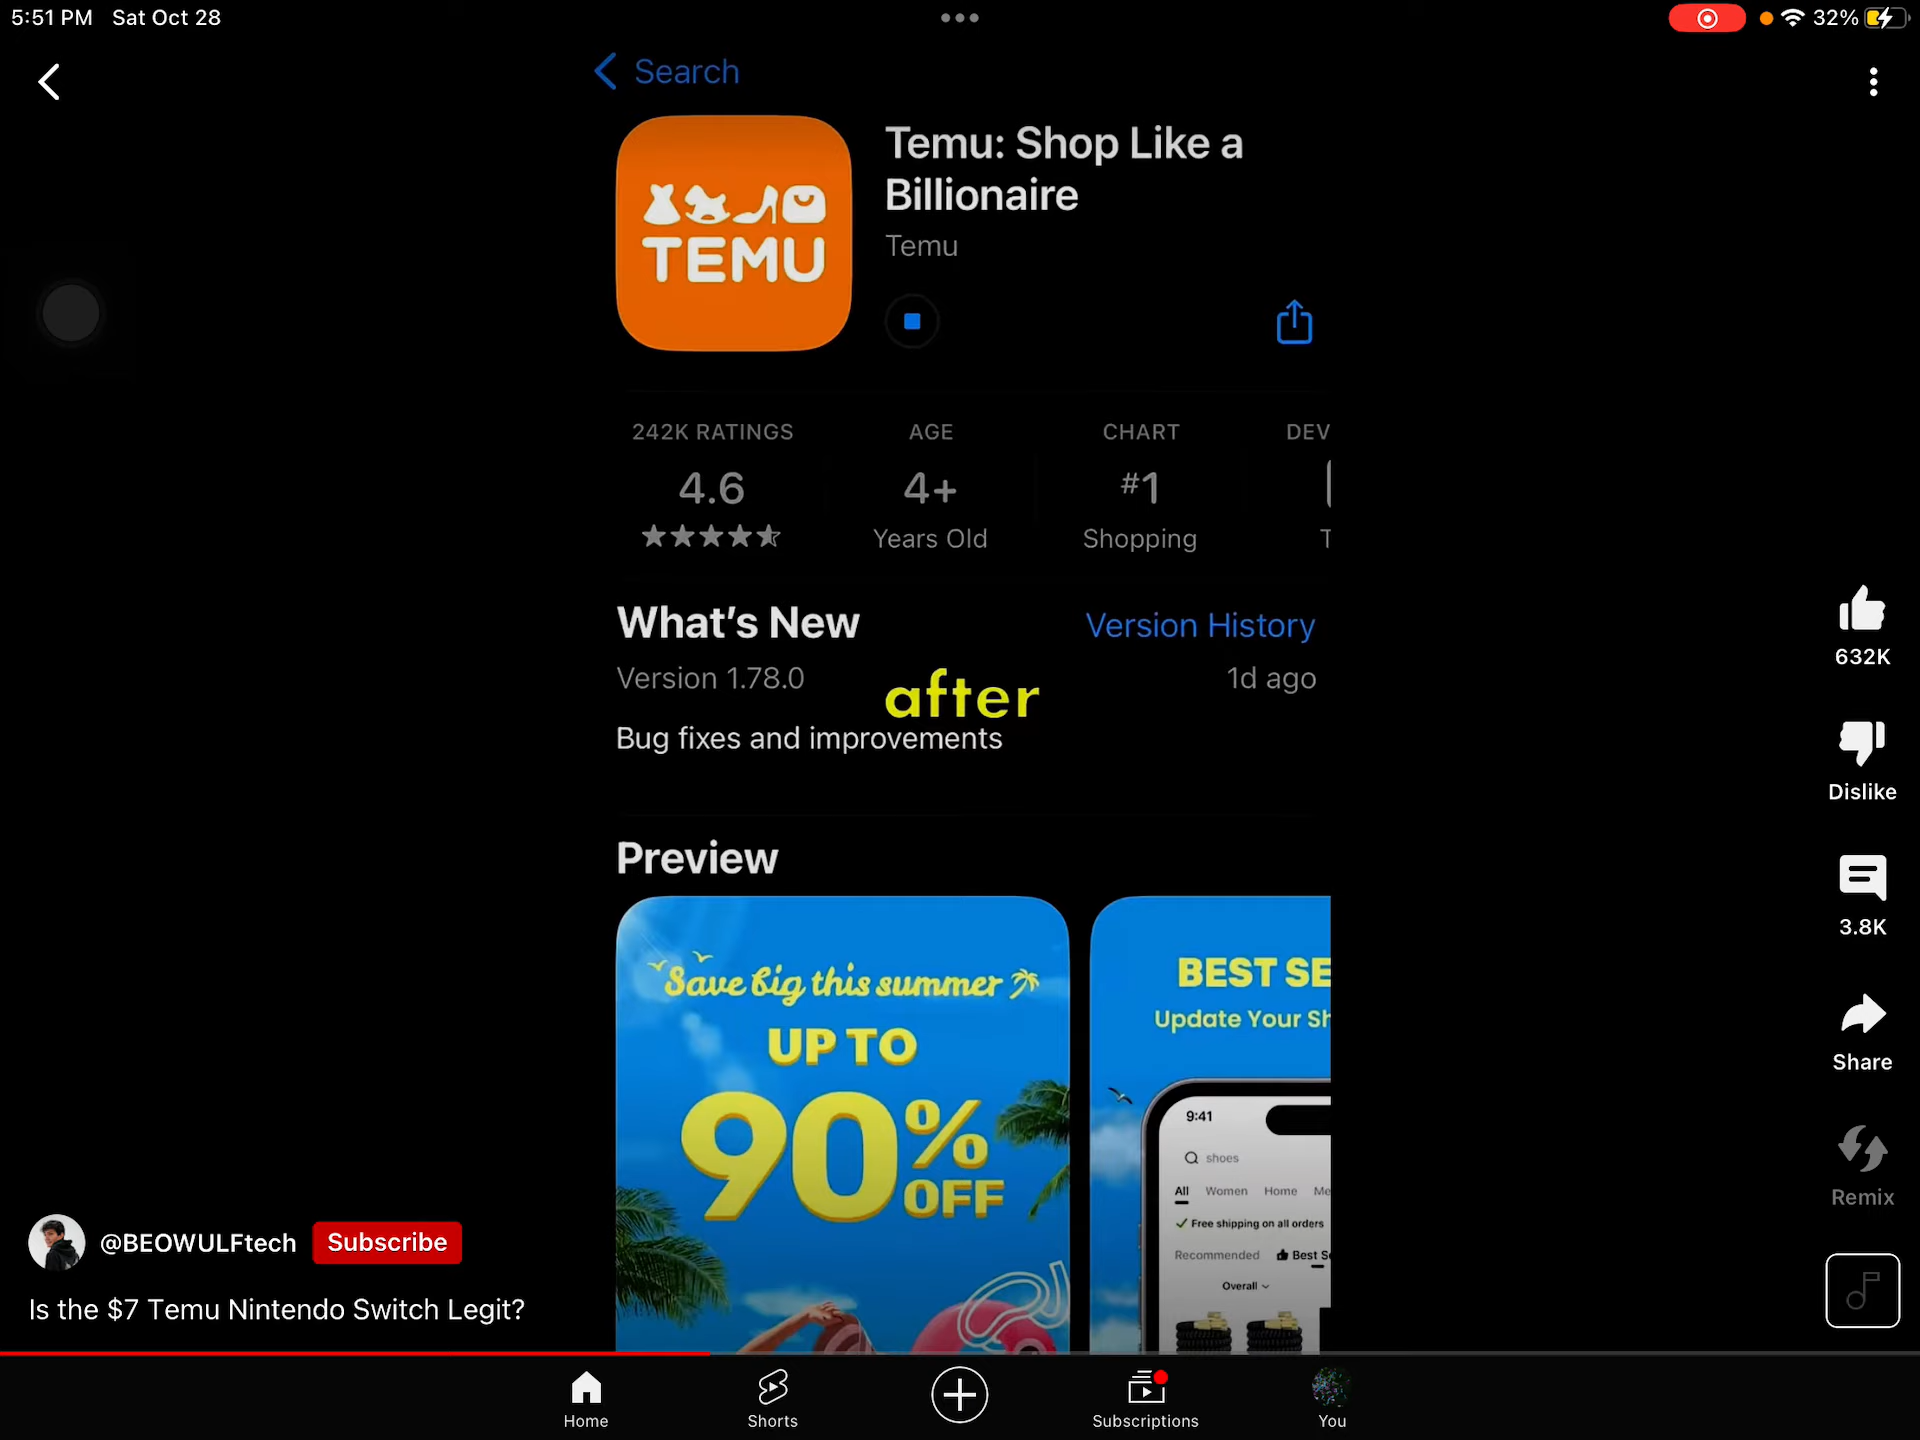 5:51 PM Sat Oct 28
32%
Search
TEMU
Temu: Shop Like a
Billionaire
Temu
242K RATINGS
4.6
AGE
4+
Years Old
CHART
#1
Shopping
DEV
T
What's New
Version History
Version 1.78.0
1d ago
after
Bug fixes and improvements
Preview
Save big this summer
UP TO
90%
OFF
BEST SE
Update Your Sh
9:41
shoes
All Women Home Me
Free shipping on all orders
Recommended Best Se
Overall
632K
Dislike
3.8K
Share
Remix
@BEOWULFtech
Subscribe
Is the $7 Temu Nintendo Switch Legit?
Home
Shorts
Subscriptions
You